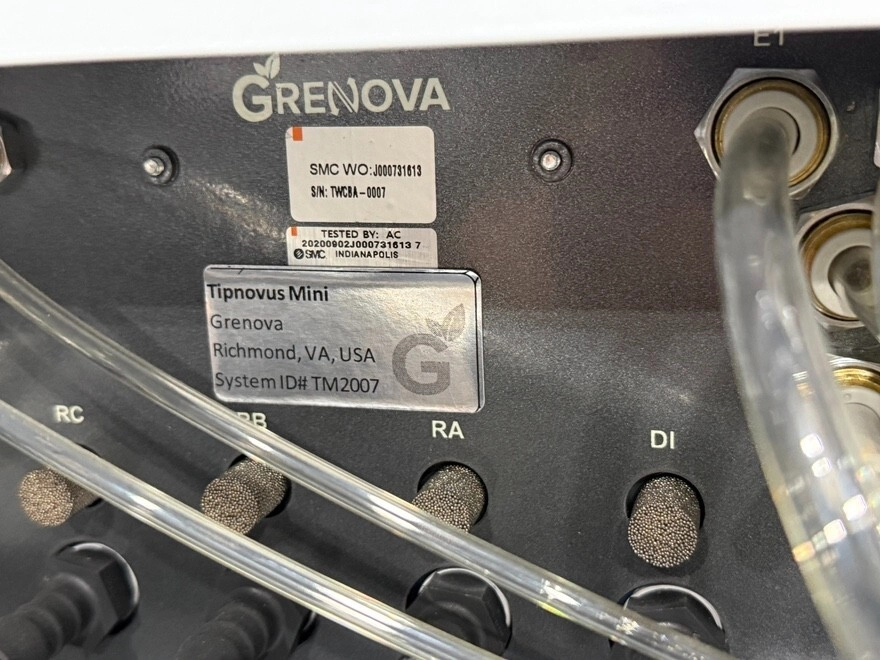 E1
GRENOVA
SMC WO:J000731613
S/N: TWCBA-0007
TESTED BY: AC
20200902J000731613 7
SMC INDIANAPOLIS
Tipnovus Mini
Grenova
Richmond, VA, USA
System ID# TM2007
G
RC
RB
RA
DI